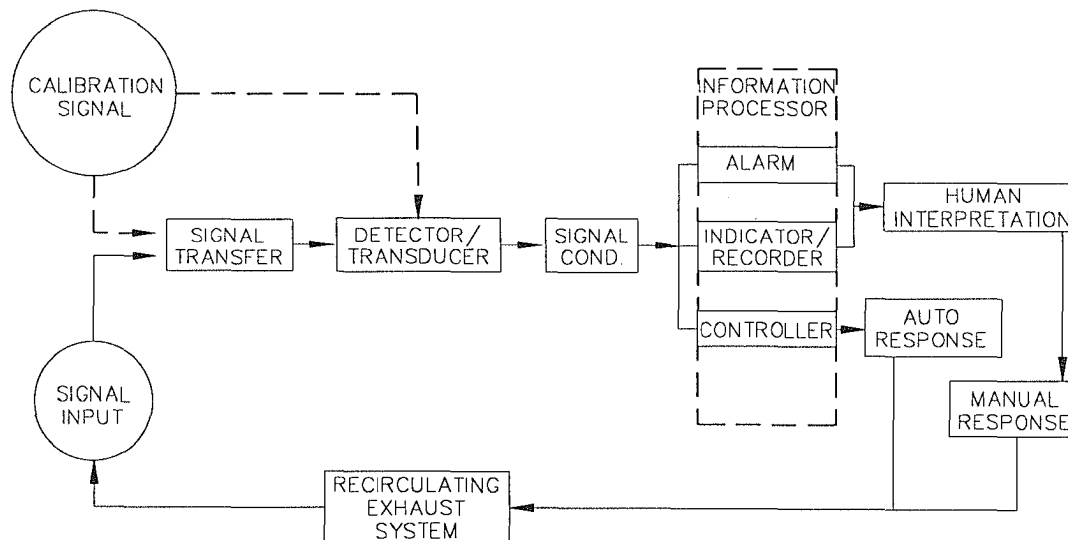 CALIBRATION
SIGNAL
INFORMATION
PROCESSOR
ALARM
HUMAN
INTERPRETATION
SIGNAL
TRANSFER
DETECTOR/
TRANSDUCER
SIGNAL
COND.
INDICATOR/
RECORDER
CONTROLLER
AUTO
RESPONSE
SIGNAL
INPUT
MANUAL
RESPONSE
RECIRCULATING
EXHAUST
SYSTEM